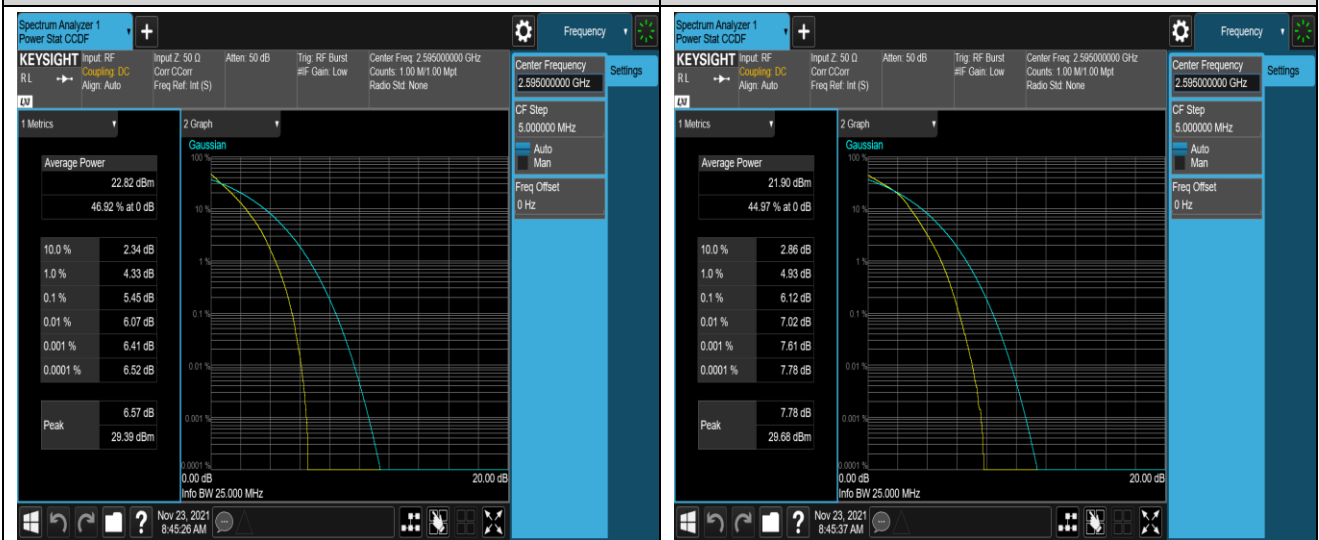 Spectrum Analyzer 1
Power Stat CCDF
Frequency
KEYSIGHT
RL
LXI
Input: RF
Coupling: DC
Align: Auto
Input Z: 50 Ω
Corr CCorr
Freq Ref: Int (S)
Atten: 50 dB
Trig: RF Burst
#IF Gain: Low
Center Freq: 2.595000000 GHz
Counts: 1.00 M/1.00 Mpt
Radio Std: None
Center Frequency
2.595000000 GHz
Settings
CF Step
5.000000 MHz
Auto
Man
Freq Offset
0 Hz
1 Metrics
2 Graph
Average Power
22.82 dBm
46.92 % at 0 dB
10.0 % 2.34 dB
1.0 % 4.33 dB
0.1 % 5.45 dB
0.01 % 6.07 dB
0.001 % 6.41 dB
0.0001 % 6.52 dB
Peak
6.57 dB
29.39 dBm
Gaussian
100 %
10 %
1 %
0.1 %
0.01 %
0.001 %
0.0001 %
0.00 dB 20.00 dB
Info BW 25.000 MHz
?
Nov 23, 2021
8:45:26 AM
Spectrum Analyzer 1
Power Stat CCDF
Frequency
KEYSIGHT
RL
LXI
Input: RF
Coupling: DC
Align: Auto
Input Z: 50 Ω
Corr CCorr
Freq Ref: Int (S)
Atten: 50 dB
Trig: RF Burst
#IF Gain: Low
Center Freq: 2.595000000 GHz
Counts: 1.00 M/1.00 Mpt
Radio Std: None
Center Frequency
2.595000000 GHz
Settings
CF Step
5.000000 MHz
Auto
Man
Freq Offset
0 Hz
1 Metrics
2 Graph
Average Power
21.90 dBm
44.97 % at 0 dB
10.0 % 2.86 dB
1.0 % 4.93 dB
0.1 % 6.12 dB
0.01 % 7.02 dB
0.001 % 7.61 dB
0.0001 % 7.78 dB
Peak
7.78 dB
29.68 dBm
Gaussian
100 %
10 %
1 %
0.1 %
0.01 %
0.001 %
0.0001 %
0.00 dB 20.00 dB
Info BW 25.000 MHz
?
Nov 23, 2021
8:45:37 AM